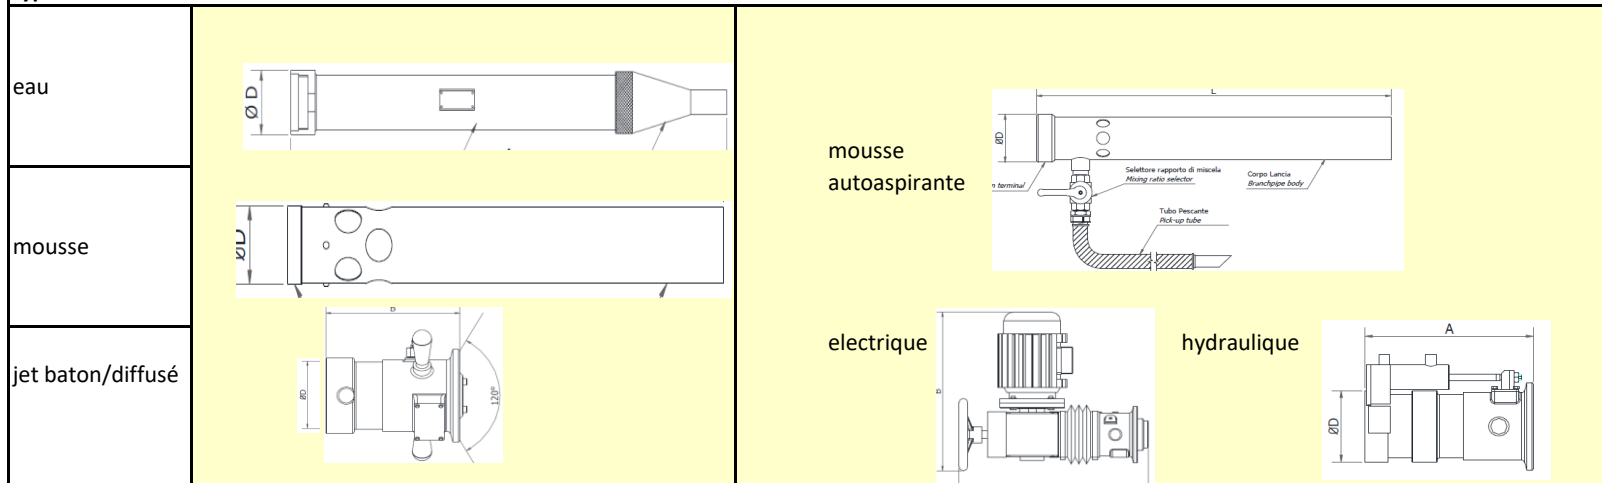 eau
Ø D
mousse
autoaspirante
L
ØD
Selettore rapporto di miscela
Mixing ratio selector
Corpo Lancia
Branchpipe body
terminal
Tubo Pescante
Pick-up tube
mousse
ØD
jet baton/diffusé
ØD
120°
electrique
B
hydraulique
A
ØD